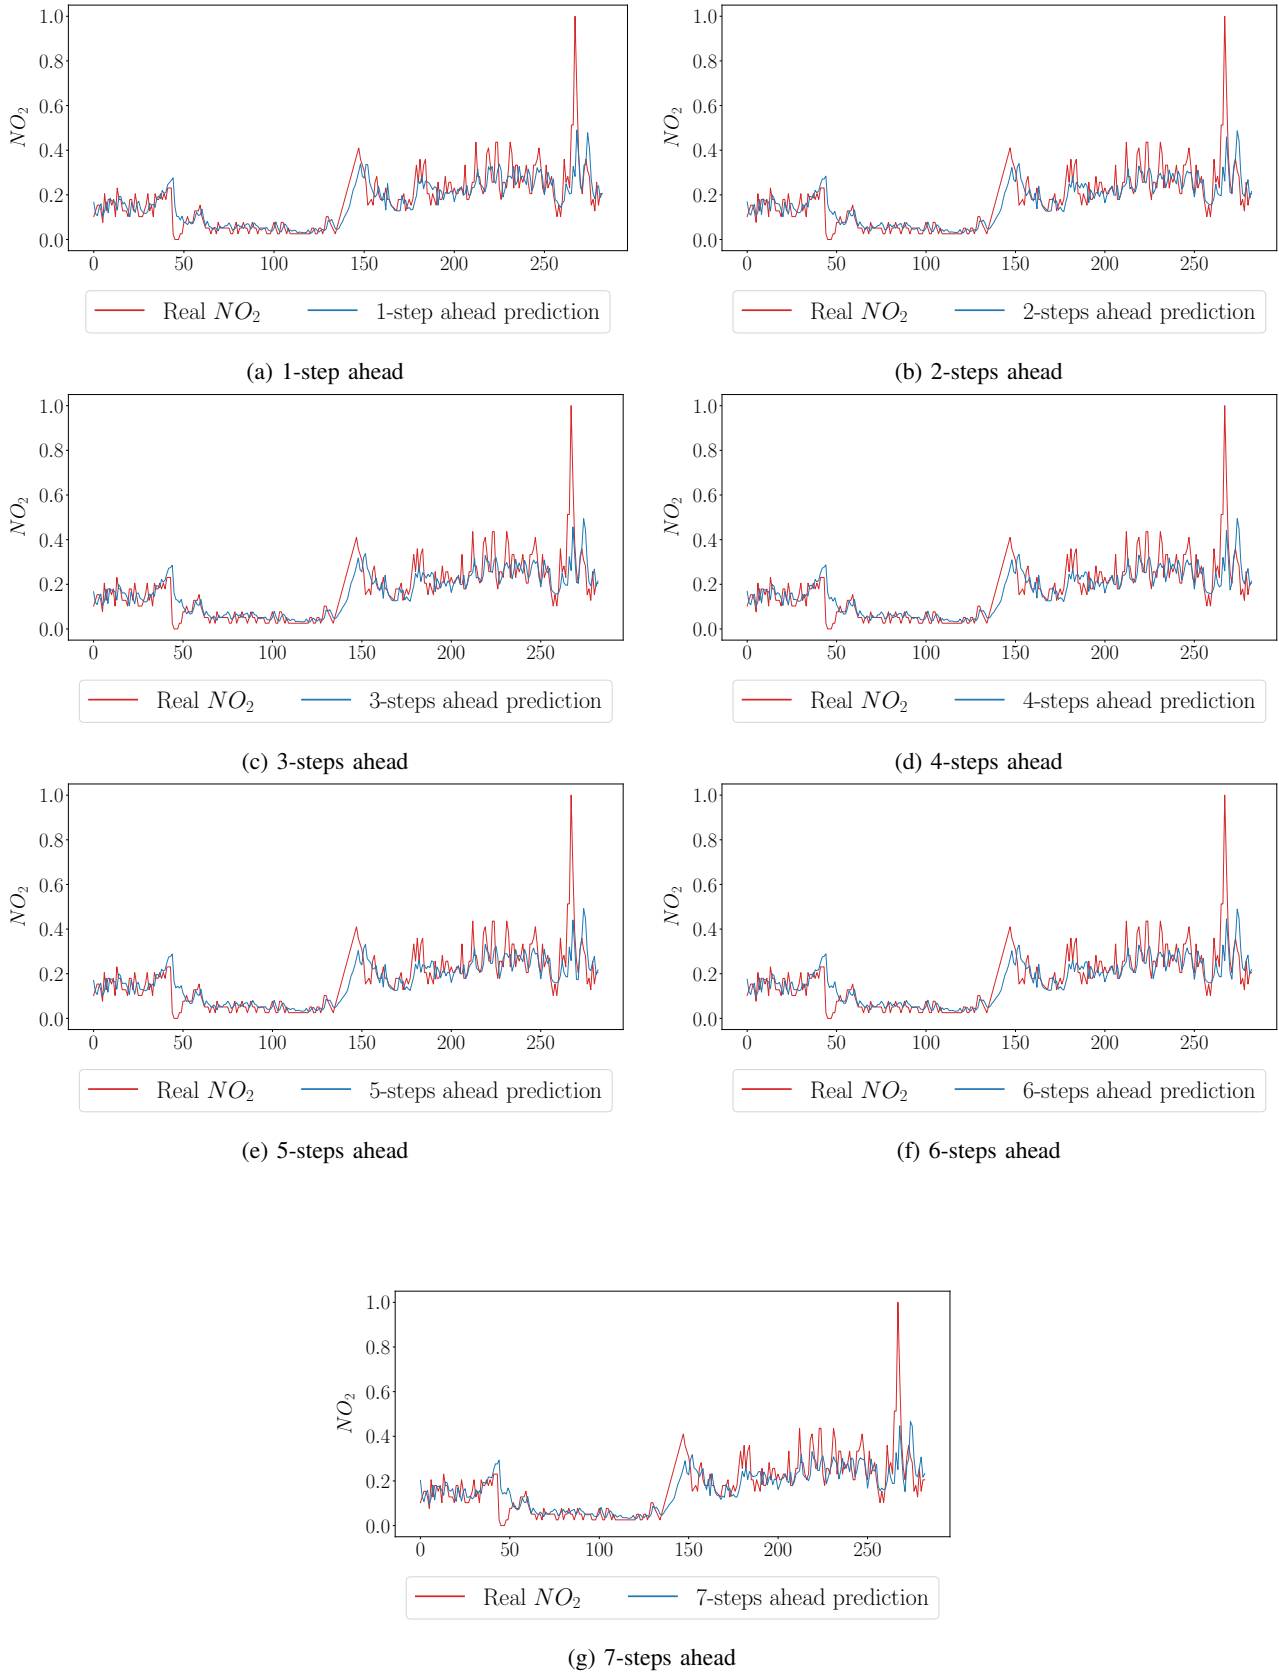 1.0
0.8
0.6
0.4
0.2
0.0
NO2
0 50 100 150 200 250
Real NO2 1-step ahead prediction
(a) 1-step ahead
1.0
0.8
0.6
0.4
0.2
0.0
NO2
0 50 100 150 200 250
Real NO2 2-steps ahead prediction
(b) 2-steps ahead
1.0
0.8
0.6
0.4
0.2
0.0
NO2
0 50 100 150 200 250
Real NO2 3-steps ahead prediction
(c) 3-steps ahead
1.0
0.8
0.6
0.4
0.2
0.0
NO2
0 50 100 150 200 250
Real NO2 4-steps ahead prediction
(d) 4-steps ahead
1.0
0.8
0.6
0.4
0.2
0.0
NO2
0 50 100 150 200 250
Real NO2 5-steps ahead prediction
(e) 5-steps ahead
1.0
0.8
0.6
0.4
0.2
0.0
NO2
0 50 100 150 200 250
Real NO2 6-steps ahead prediction
(f) 6-steps ahead
1.0
0.8
0.6
0.4
0.2
0.0
NO2
0 50 100 150 200 250
Real NO2 7-steps ahead prediction
(g) 7-steps ahead